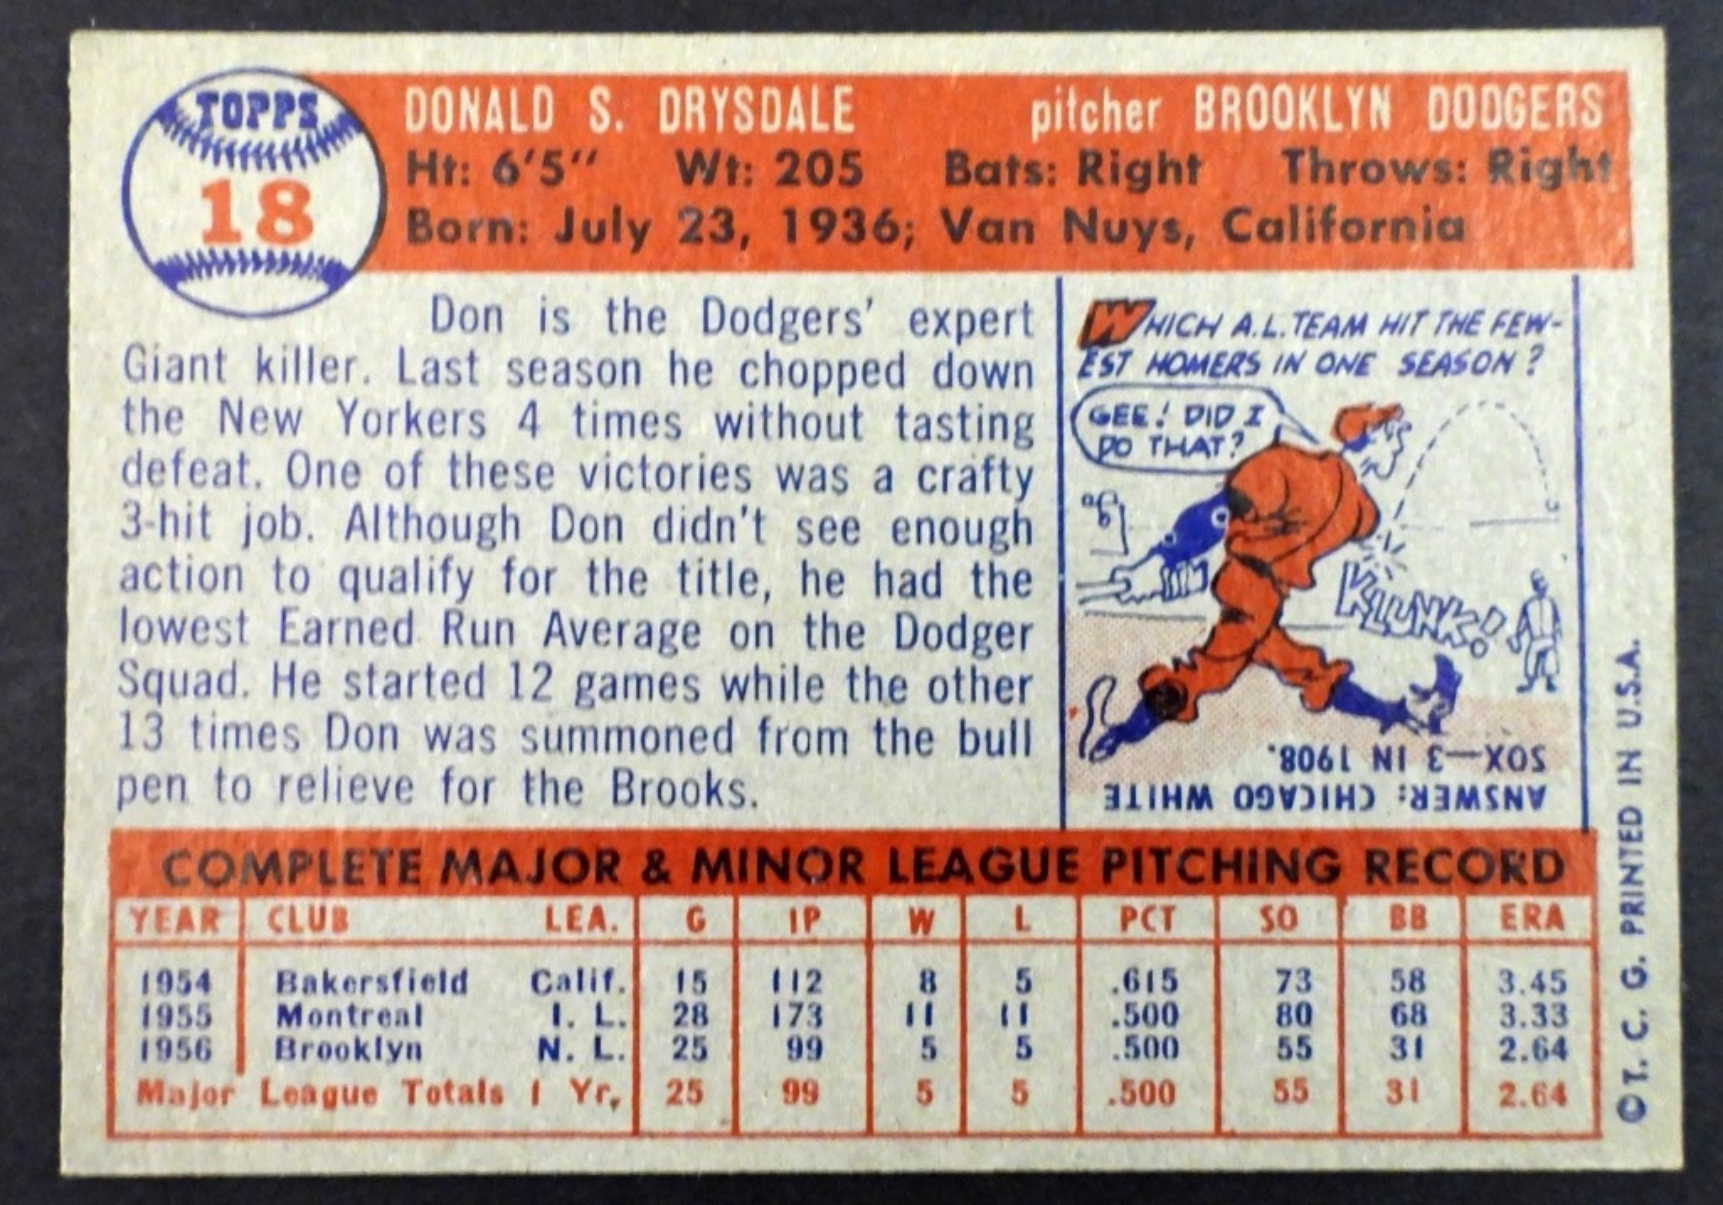 TOPPS
18
DONALD S. DRYSDALE pitcher BROOKLYN DODGERS
Ht: 6'5" Wt: 205 Bats: Right Throws: Right
Born: July 23, 1936; Van Nuys, California
Don is the Dodgers' expert
Giant killer. Last season he chopped down
the New Yorkers 4 times without tasting
defeat. One of these victories was a crafty
3-hit job. Although Don didn't see enough
action to qualify for the title, he had the
lowest Earned Run Average on the Dodger
Squad. He started 12 games while the other
13 times Don was summoned from the bull
pen to relieve for the Brooks.
WHICH A.L. TEAM HIT THE FEW-
EST HOMERS IN ONE SEASON?
GEE! DID I
DO THAT?
KLUNK!
ANSWER: CHICAGO WHITE
SOX—3 IN 1908.
COMPLETE MAJOR & MINOR LEAGUE PITCHING RECORD
YEAR CLUB LEA. G IP W L PCT SO BB ERA
1954 Bakersfield Calif. 15 112 8 5 .615 73 58 3.45
1955 Montreal I. L. 28 173 11 11 .500 80 68 3.33
1956 Brooklyn N. L. 25 99 5 5 .500 55 31 2.64
Major League Totals 1 Yr. 25 99 5 5 .500 55 31 2.64
© T. C. G. PRINTED IN U.S.A.